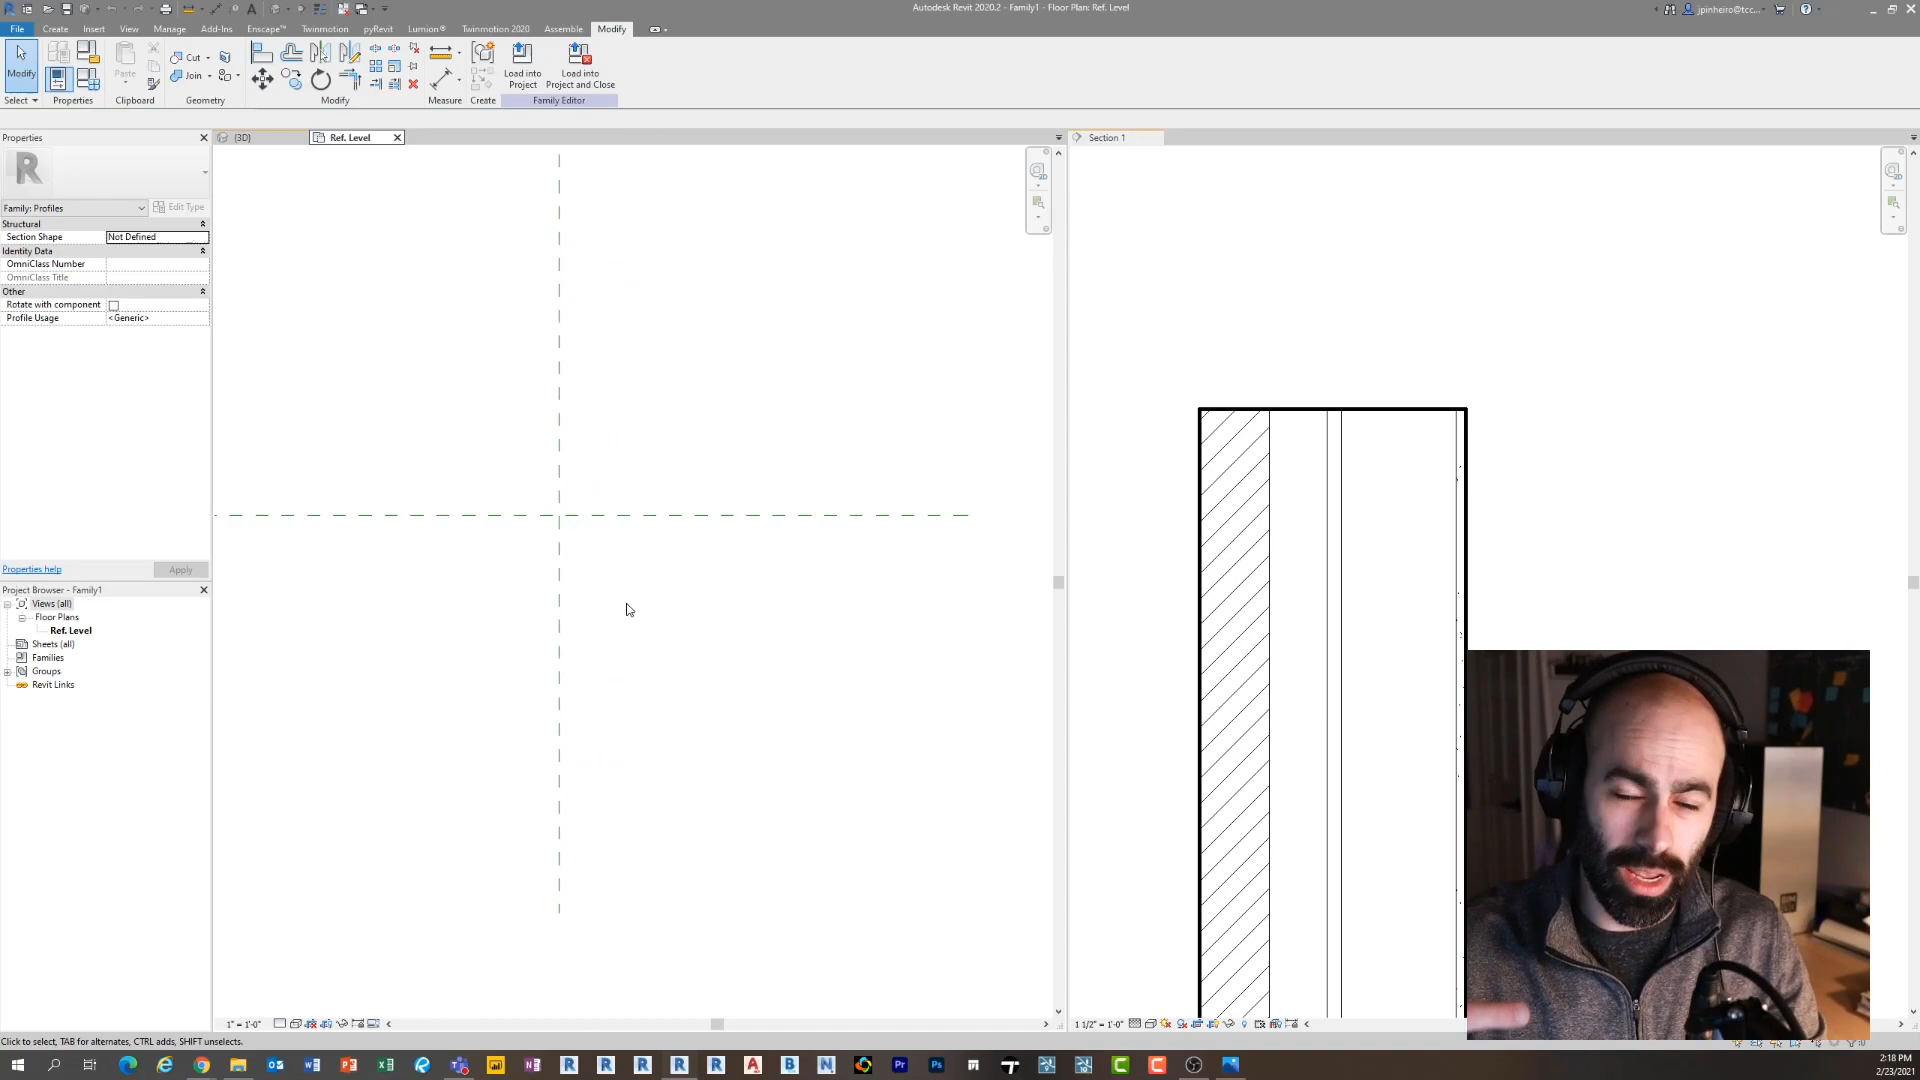 Autodesk Revit 2020.2 - Family1 - Floor Plan: Ref. Level
jpinheiro@tcc...
File Create Insert View Manage Add-Ins Enscape™ Twinmotion pyRevit Lumion® Twinmotion 2020 Assemble Modify
Modify
Paste
Cut
Join
Load into Project
Load into Project and Close
Select Properties Clipboard Geometry Modify Measure Create Family Editor
Properties
{3D}
Ref. Level
Section 1
R
Family: Profiles
Edit Type
Structural
Section Shape Not Defined
Identity Data
OmniClass Number
OmniClass Title
Other
Rotate with component
Profile Usage <Generic>
Properties help
Apply
Project Browser - Family1
Views (all)
Floor Plans
Ref. Level
Sheets (all)
Families
Groups
Revit Links
1" = 1'-0"
1 1/2" = 1'-0"
Click to select, TAB for alternates, CTRL adds, SHIFT unselects.
2:18 PM
2/23/2021